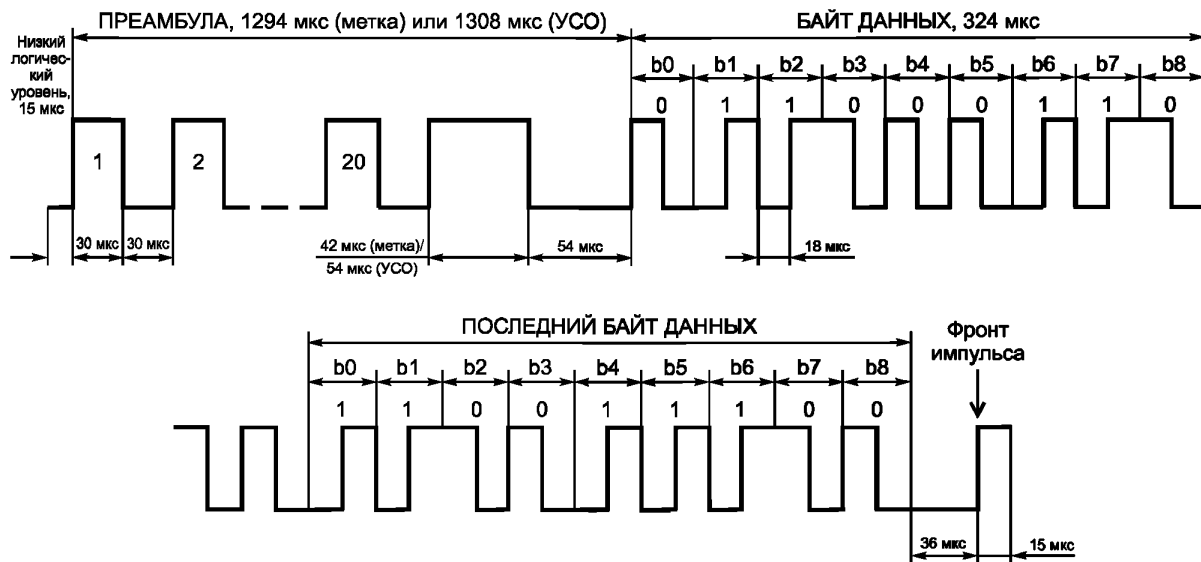 ПРЕАМБУЛА, 1294 мкс (метка) или 1308 мкс (УСО)
БАЙТ ДАННЫХ, 324 мкс
Низкий
логичес-
кий
уровень,
15 мкс
b0 b1 b2 b3 b4 b5 b6 b7 b8
0 1 1 0 0 0 1 1 0
1 2 20
30 мкс 30 мкс
42 мкс (метка)/
54 мкс (УСО)
54 мкс
18 мкс
ПОСЛЕДНИЙ БАЙТ ДАННЫХ
Фронт
импульса
b0 b1 b2 b3 b4 b5 b6 b7 b8
1 1 0 0 1 1 1 0 0
36 мкс 15 мкс